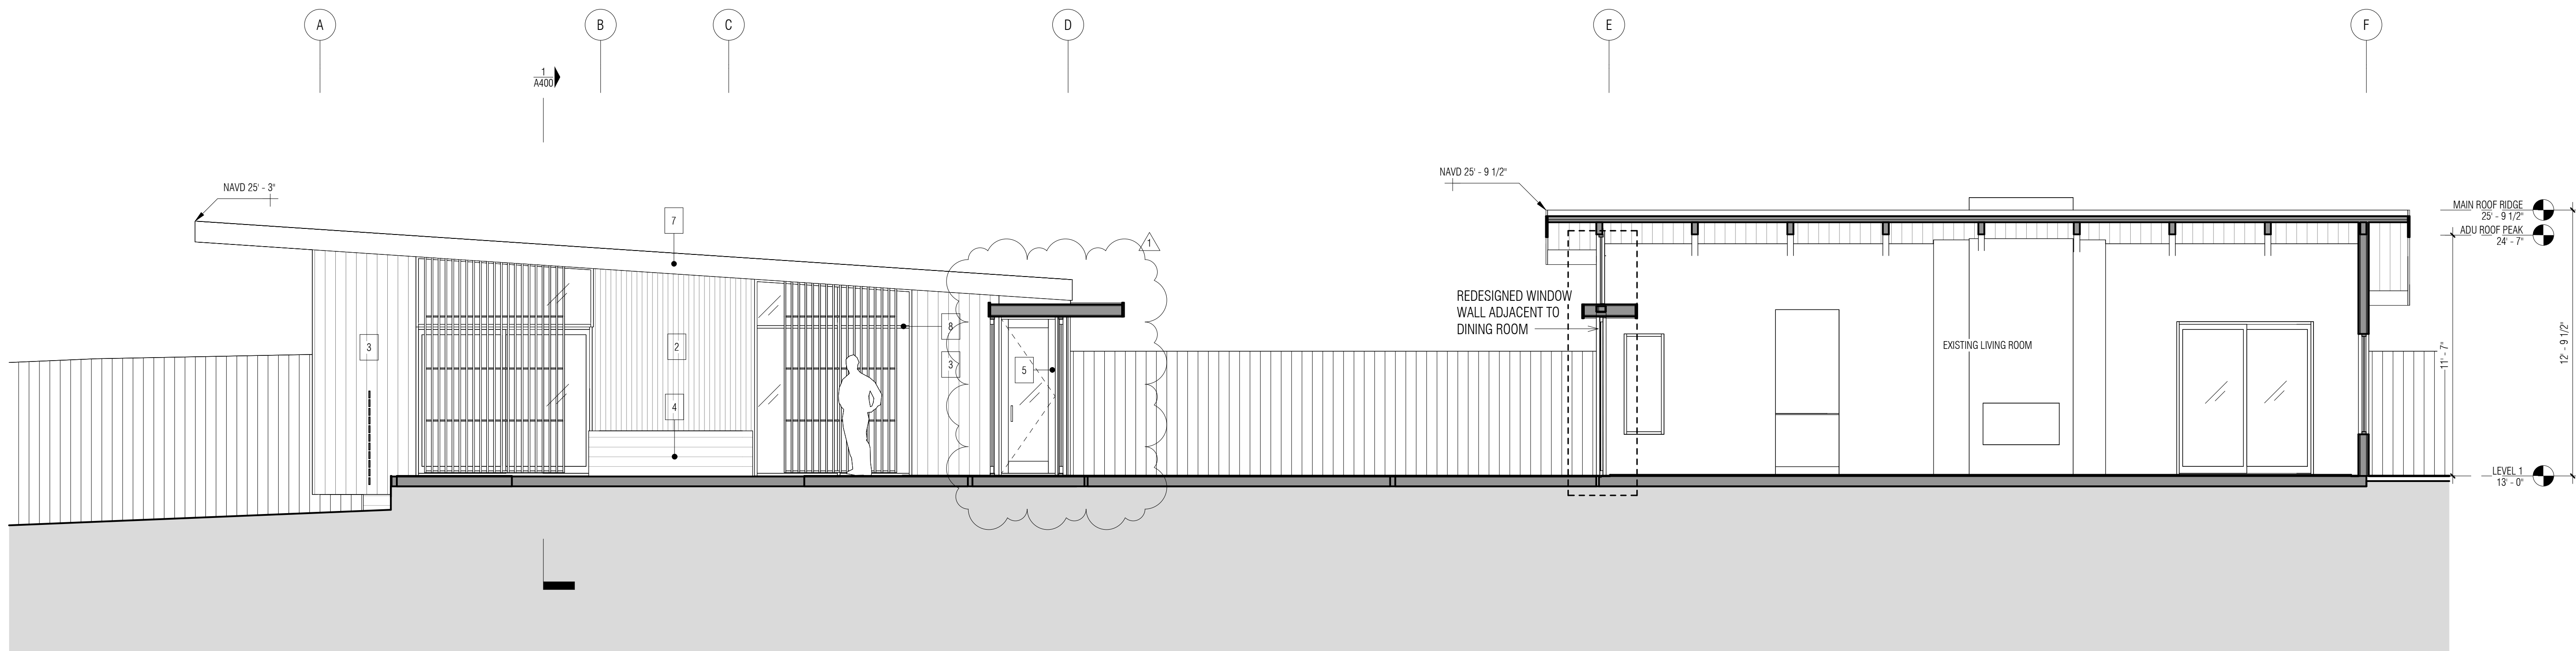 A
B
C
D
E
F
1
A400
NAVD 25' - 3"
NAVD 25' - 9 1/2"
7
1
MAIN ROOF RIDGE
25' - 9 1/2"
ADU ROOF PEAK
24' - 7"
REDESIGNED WINDOW
WALL ADJACENT TO
DINING ROOM
8
3
2
3
5
4
EXISTING LIVING ROOM
11' - 7"
12' - 9 1/2"
LEVEL 1
13' - 0"